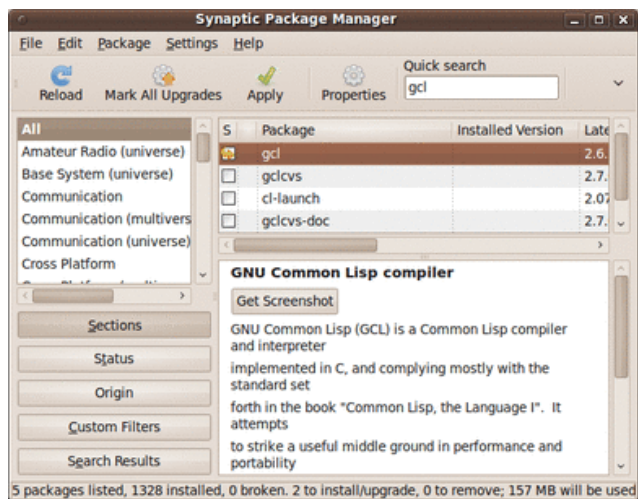 Synaptic Package Manager
File Edit Package Settings Help
Reload Mark All Upgrades Apply Properties
Quick search
gcl
All
Amateur Radio (universe)
Base System (universe)
Communication
Communication (multivers
Communication (universe)
Cross Platform
S Package Installed Version Late
gcl 2.6.
gclcvs 2.7.
cl-launch 2.07
gclcvs-doc 2.7.
Sections
Status
Origin
Custom Filters
Search Results
GNU Common Lisp compiler
Get Screenshot
GNU Common Lisp (GCL) is a Common Lisp compiler
and interpreter
implemented in C, and complying mostly with the
standard set
forth in the book "Common Lisp, the Language I". It
attempts
to strike a useful middle ground in performance and
portability
5 packages listed, 1328 installed, 0 broken. 2 to install/upgrade, 0 to remove; 157 MB will be used